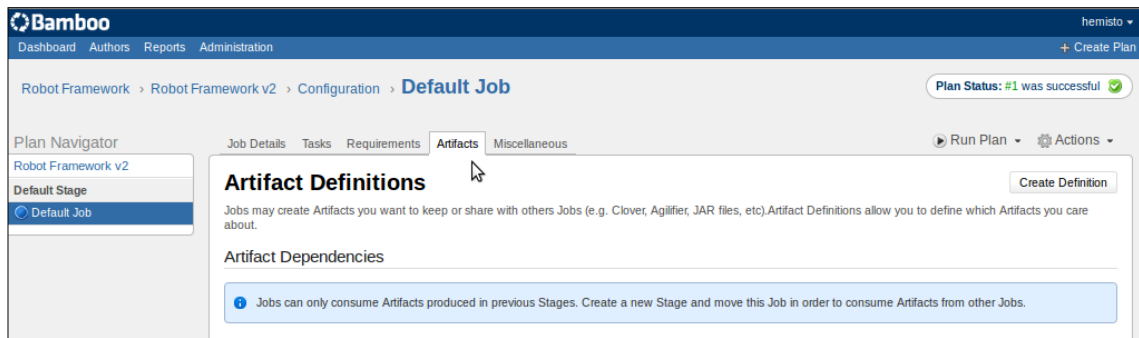 Bamboo
hemisto
Dashboard Authors Reports Administration
+ Create Plan
Robot Framework › Robot Framework v2 › Configuration › Default Job
Plan Status: #1 was successful
Plan Navigator
Job Details Tasks Requirements Artifacts Miscellaneous
Run Plan
Actions
Robot Framework v2
Default Stage
Default Job
Artifact Definitions
Create Definition
Jobs may create Artifacts you want to keep or share with others Jobs (e.g. Clover, Agilifier, JAR files, etc).Artifact Definitions allow you to define which Artifacts you care
about.
Artifact Dependencies
Jobs can only consume Artifacts produced in previous Stages. Create a new Stage and move this Job in order to consume Artifacts from other Jobs.